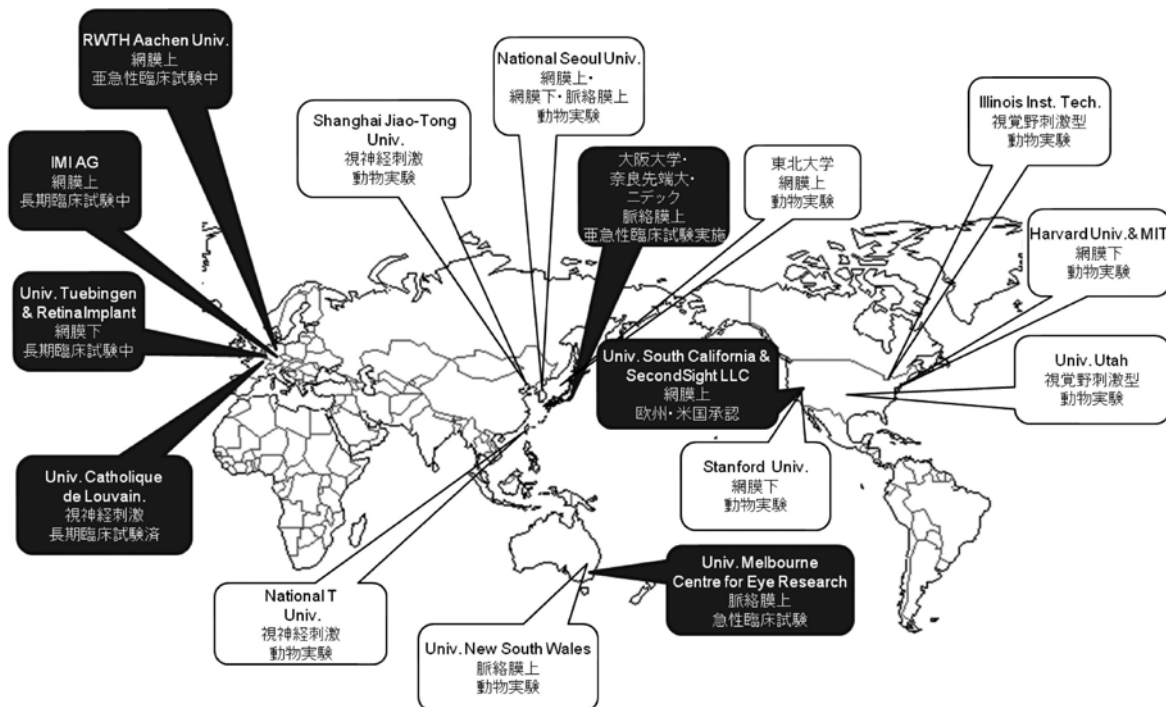 RWTH Aachen Univ.
網膜上
亜急性臨床試験中
National Seoul Univ.
網膜上・
網膜下・脈絡膜上
動物実験
Illinois Inst. Tech.
視覚野刺激型
動物実験
Shanghai Jiao-Tong
Univ.
視神経刺激
動物実験
IMI AG
網膜上
長期臨床試験中
大阪大学・
奈良先端大・
ニデック
脈絡膜上
亜急性臨床試験実施
東北大学
網膜上
動物実験
Harvard Univ.& MIT
網膜下
動物実験
Univ. Tuebingen
& RetinaImplant
網膜下
長期臨床試験中
Univ. South California &
SecondSight LLC
網膜上
欧州・米国承認
Univ. Utah
視覚野刺激型
動物実験
Univ. Catholique
de Louvain.
視神経刺激
長期臨床試験済
Stanford Univ.
網膜下
動物実験
National T
Univ.
視神経刺激
動物実験
Univ. Melbourne
Centre for Eye Research
脈絡膜上
急性臨床試験
Univ. New South Wales
脈絡膜上
動物実験